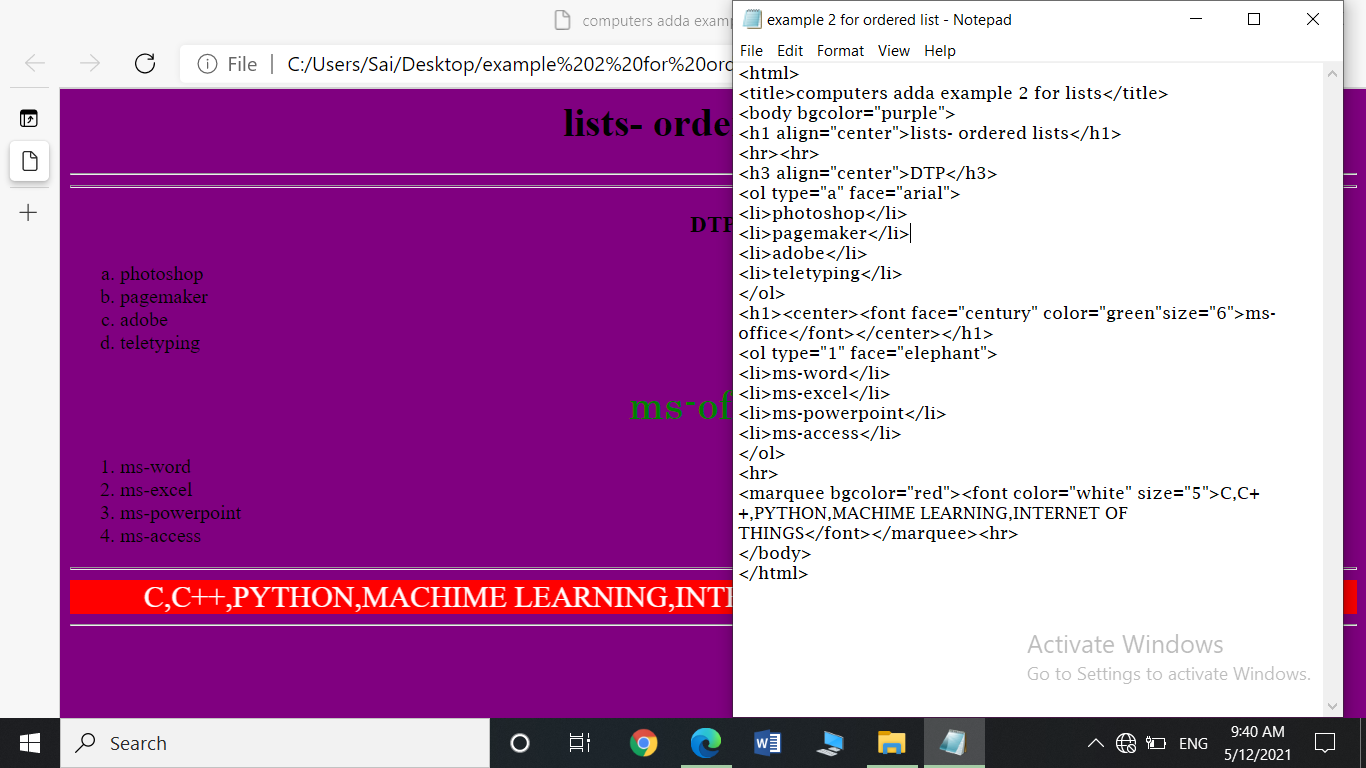 computers adda exam
File
C:/Users/Sai/Desktop/example%202%20for%20ord
lists- orde
DTP
a. photoshop
b. pagemaker
c. adobe
d. teletyping
ms-of
1. ms-word
2. ms-excel
3. ms-powerpoint
4. ms-access
C,C++,PYTHON,MACHIME LEARNING,INTE
example 2 for ordered list - Notepad
File Edit Format View Help
<html>
<title>computers adda example 2 for lists</title>
<body bgcolor="purple">
<h1 align="center">lists- ordered lists</h1>
<hr><hr>
<h3 align="center">DTP</h3>
<ol type="a" face="arial">
<li>photoshop</li>
<li>pagemaker</li>
<li>adobe</li>
<li>teletyping</li>
</ol>
<h1><center><font face="century" color="green"size="6">ms-
office</font></center></h1>
<ol type="1" face="elephant">
<li>ms-word</li>
<li>ms-excel</li>
<li>ms-powerpoint</li>
<li>ms-access</li>
</ol>
<hr>
<marquee bgcolor="red"><font color="white" size="5">C,C+
+,PYTHON,MACHIME LEARNING,INTERNET OF
THINGS</font></marquee><hr>
</body>
</html>
Activate Windows
Go to Settings to activate Windows.
Search
ENG
9:40 AM
5/12/2021